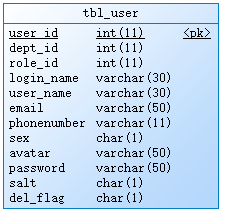 tbl_user
user_id int(11) <pk>
dept_id int(11)
role_id int(11)
login_name varchar(30)
user_name varchar(30)
email varchar(50)
phonenumber varchar(11)
sex char(1)
avatar varchar(50)
password varchar(50)
salt char(1)
del_flag char(1)